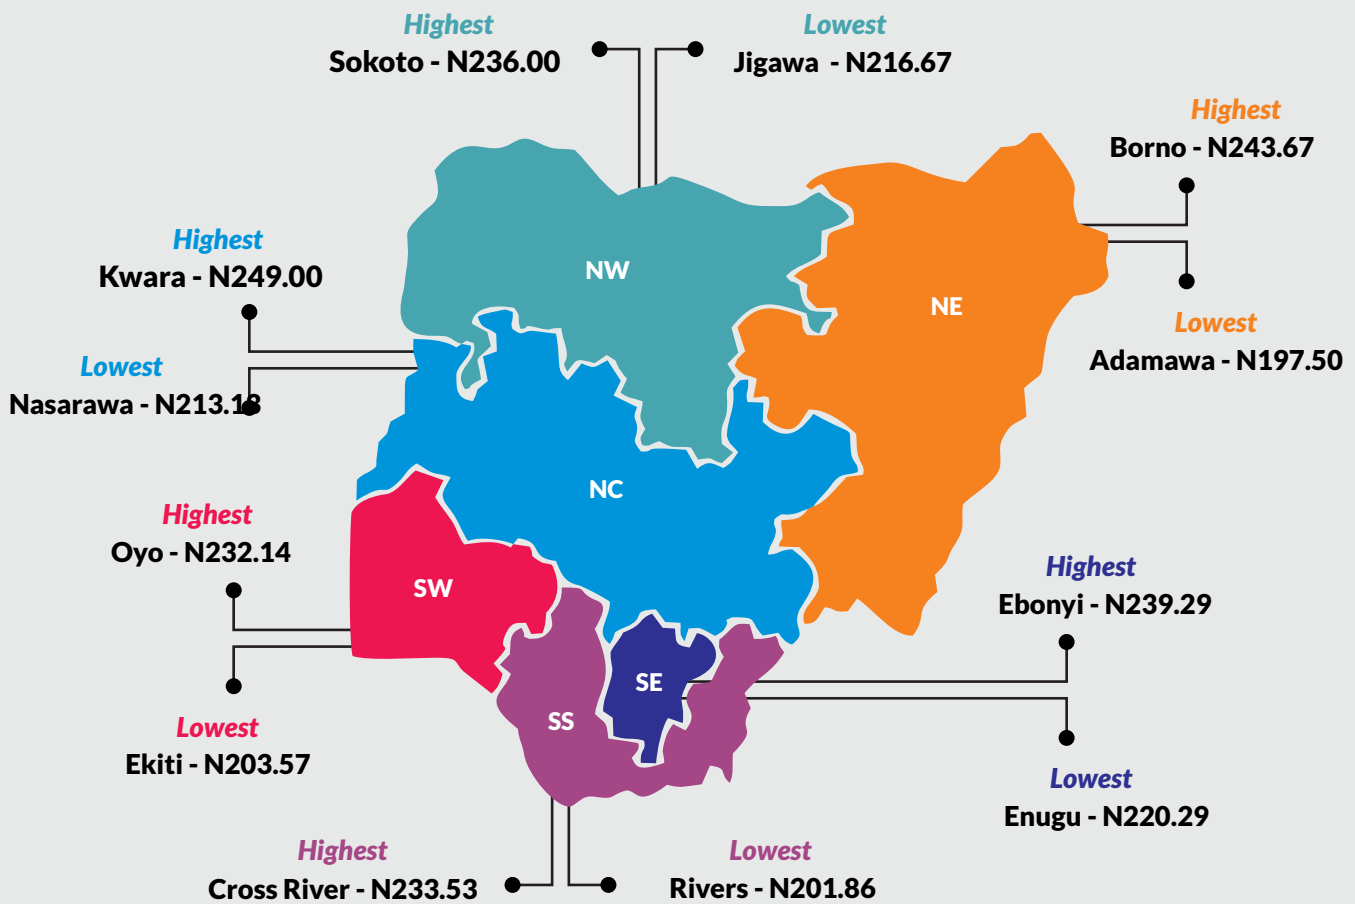 Highest
Sokoto - N236.00
Lowest
Jigawa - N216.67
Highest
Borno - N243.67
Highest
Kwara - N249.00
NW
NE
Lowest
Adamawa - N197.50
Lowest
Nasarawa - N213.13
NC
Highest
Oyo - N232.14
SW
Highest
Ebonyi - N239.29
SE
SS
Lowest
Ekiti - N203.57
Lowest
Enugu - N220.29
Highest
Cross River - N233.53
Lowest
Rivers - N201.86